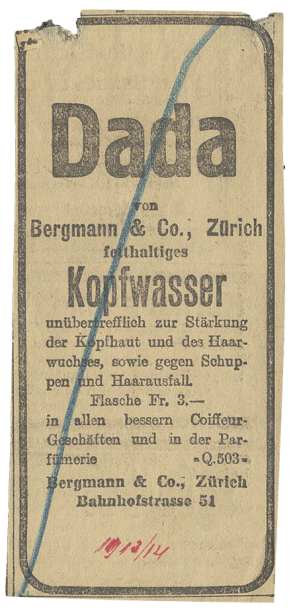 Dada
von
Bergmann & Co., Zürich
fetthaltiges
Kopfwasser
unübertrefflich zur Stärkung
der Kopfhaut und des Haar-
wuchses, sowie gegen Schup-
pen und Haarausfall.
Flasche Fr. 3.—
in allen bessern Coiffeur-
Geschäften und in der Par-
fümerie „Q.503“
Bergmann & Co., Zürich
Bahnhofstrasse 51
1913/14